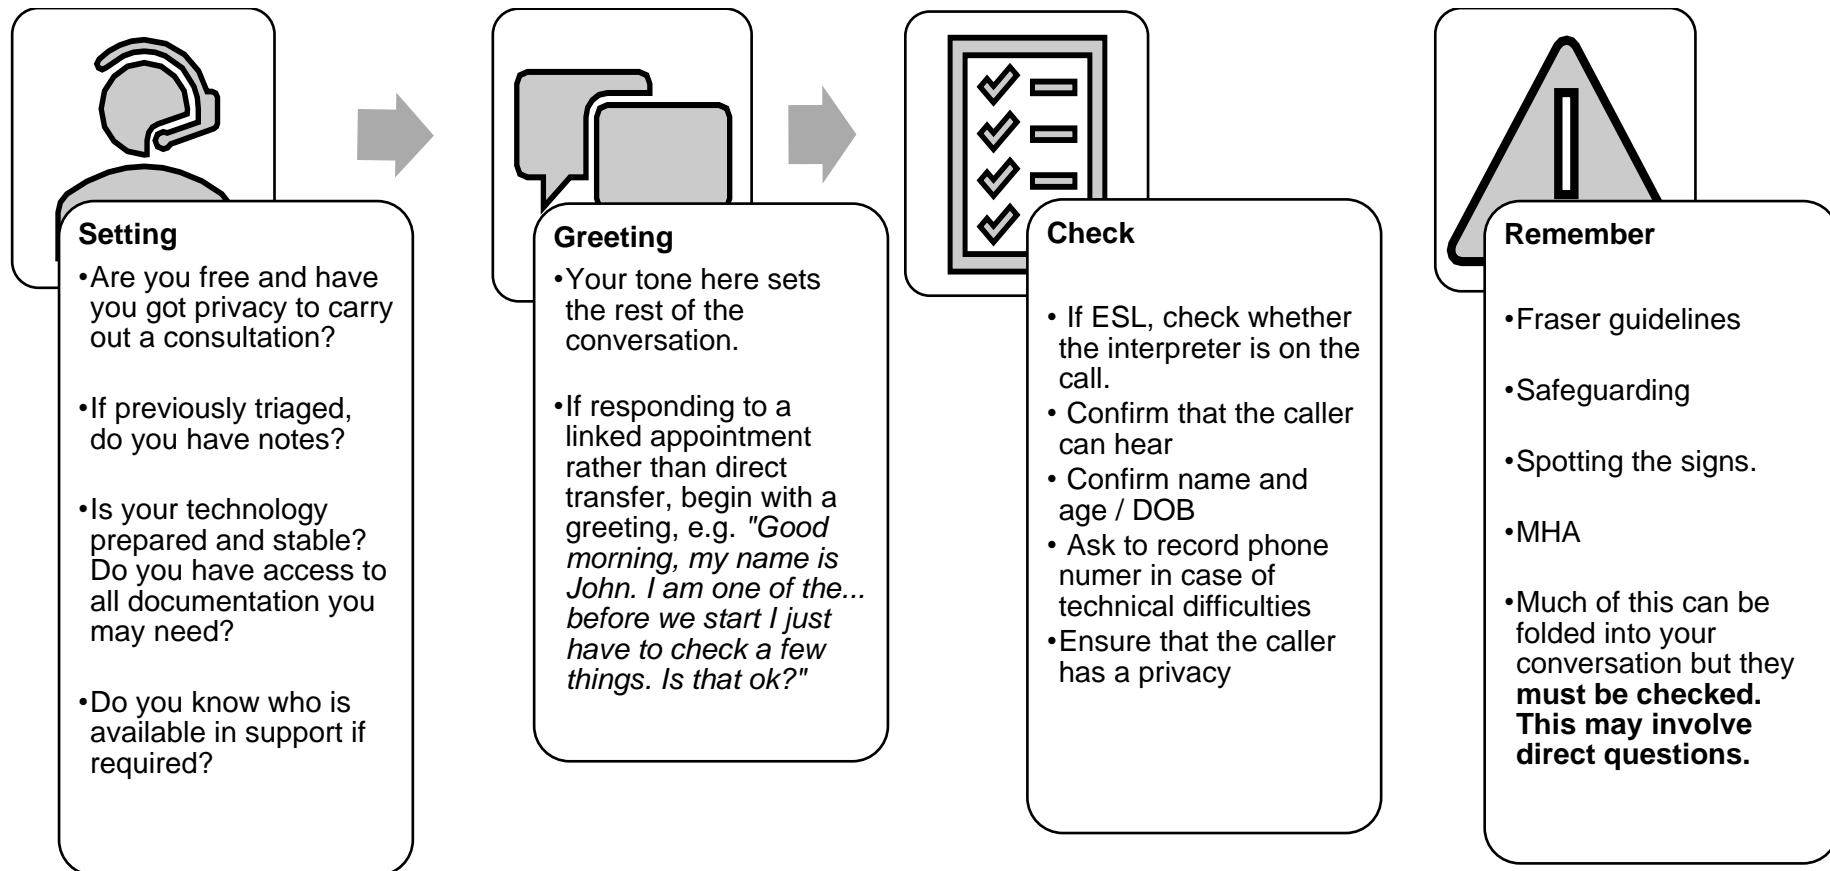 Setting
•Are you free and have
you got privacy to carry
out a consultation?
•If previously triaged,
do you have notes?
•Is your technology
prepared and stable?
Do you have access to
all documentation you
may need?
•Do you know who is
available in support if
required?
Greeting
•Your tone here sets
the rest of the
conversation.
•If responding to a
linked appointment
rather than direct
transfer, begin with a
greeting, e.g. "Good
morning, my name is
John. I am one of the...
before we start I just
have to check a few
things. Is that ok?"
Check
• If ESL, check whether
the interpreter is on the
call.
• Confirm that the caller
can hear
• Confirm name and
age / DOB
• Ask to record phone
numer in case of
technical difficulties
•Ensure that the caller
has a privacy
Remember
•Fraser guidelines
•Safeguarding
•Spotting the signs.
•MHA
•Much of this can be
folded into your
conversation but they
must be checked.
This may involve
direct questions.